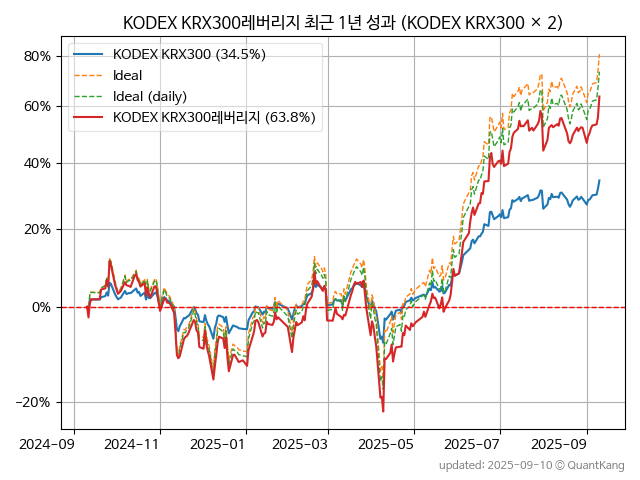 KODEX KRX300레버리지 최근 1년 성과 (KODEX KRX300 × 2)
KODEX KRX300 (34.5%)
Ideal
Ideal (daily)
KODEX KRX300레버리지 (63.8%)
80%
60%
40%
20%
0%
−20%
2024-09
2024-11
2025-01
2025-03
2025-05
2025-07
2025-09
updated: 2025-09-10 © QuantKang